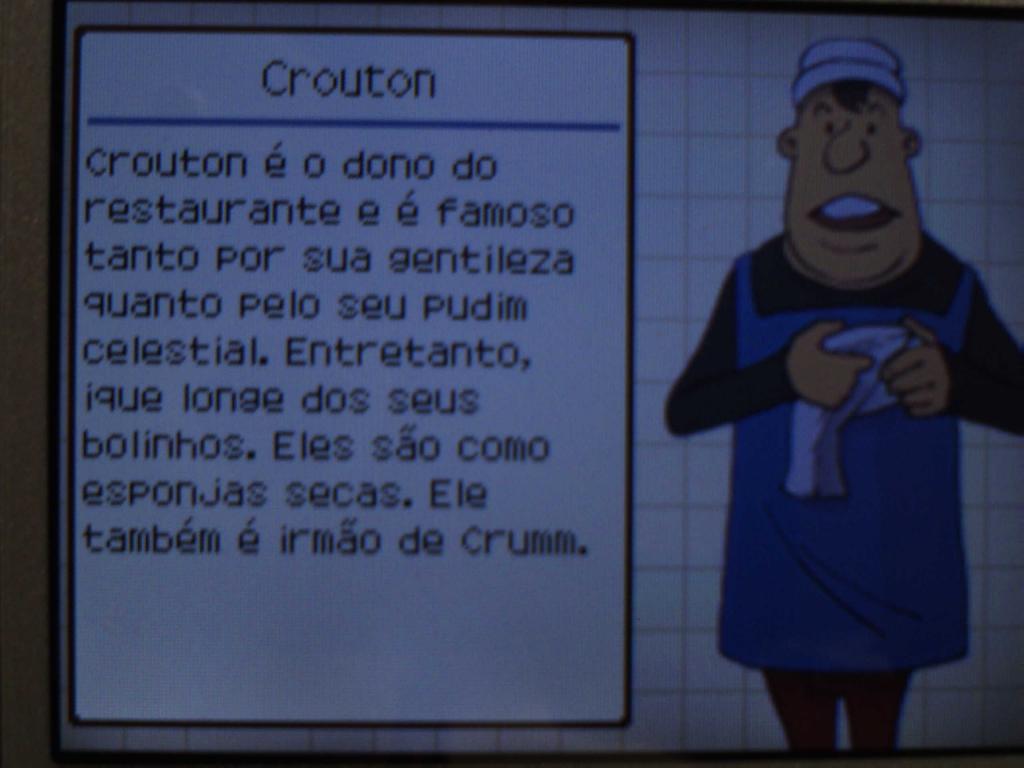 Crouton
Crouton é o dono do
restaurante e é famoso
tanto por sua gentileza
quanto pelo seu pudim
celestial. Entretanto,
ique longe dos seus
bolinhos. Eles são como
esponjas secas. Ele
também é irmão de Crumm.